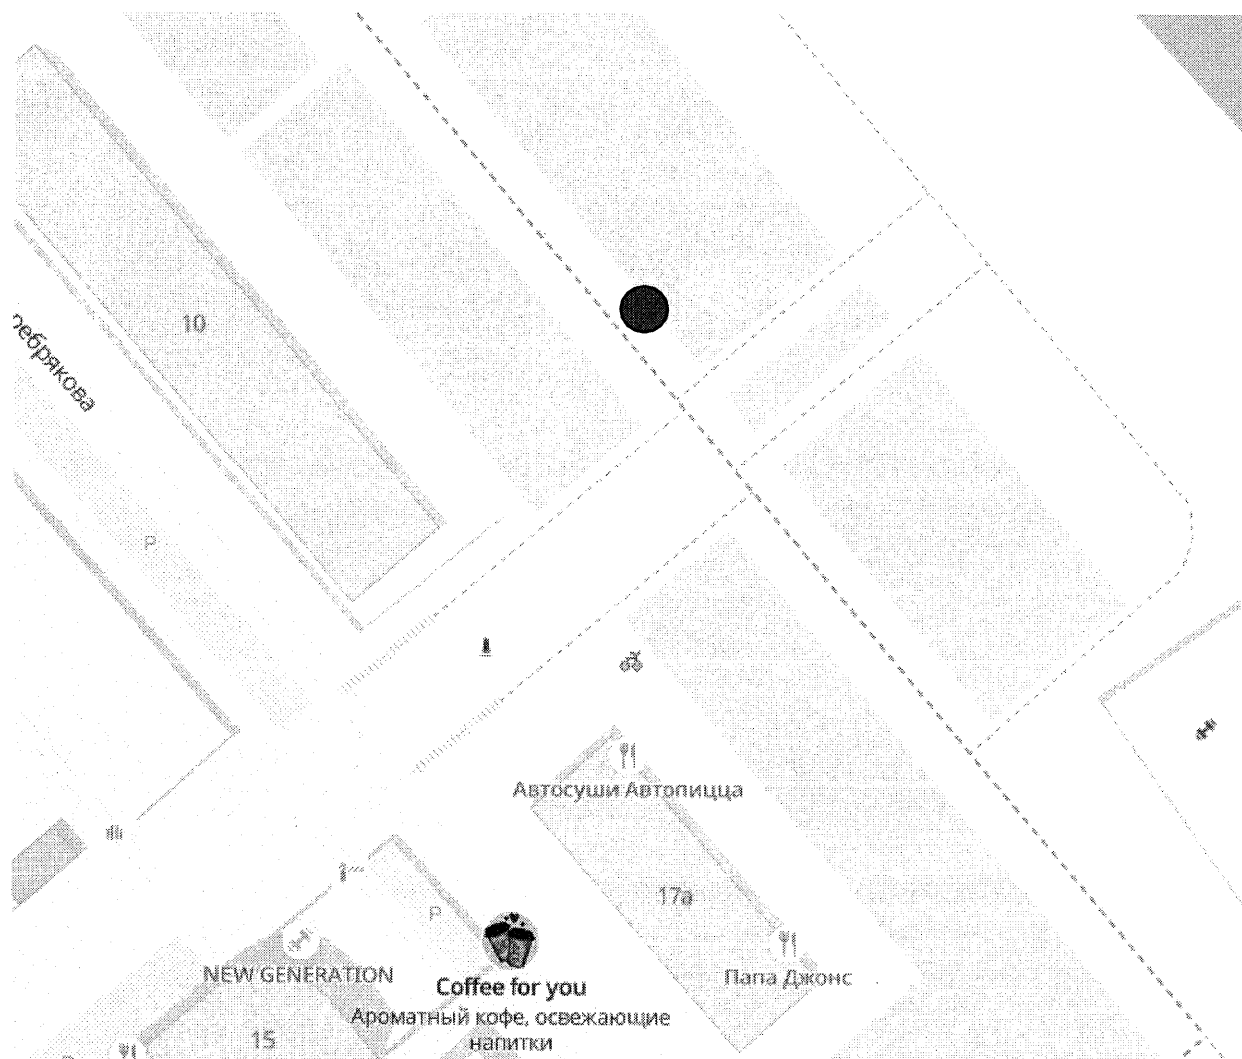 10
ребрякова
P
Автосуши Автопицца
17а
P
NEW GENERATION
Папа Джонс
Coffee for you
Ароматный кофе, освежающие
напитки
15